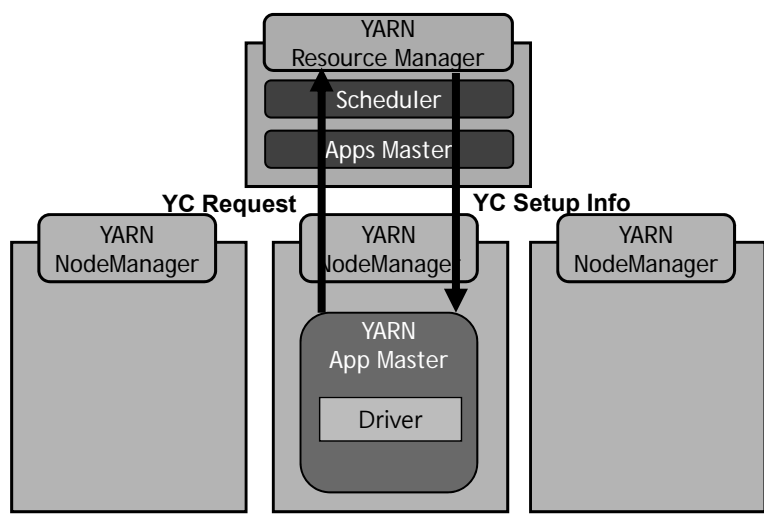 YARN
Resource Manager
Scheduler
Apps Master
YC Request
YC Setup Info
YARN
NodeManager
YARN
NodeManager
YARN
NodeManager
YARN
App Master
Driver